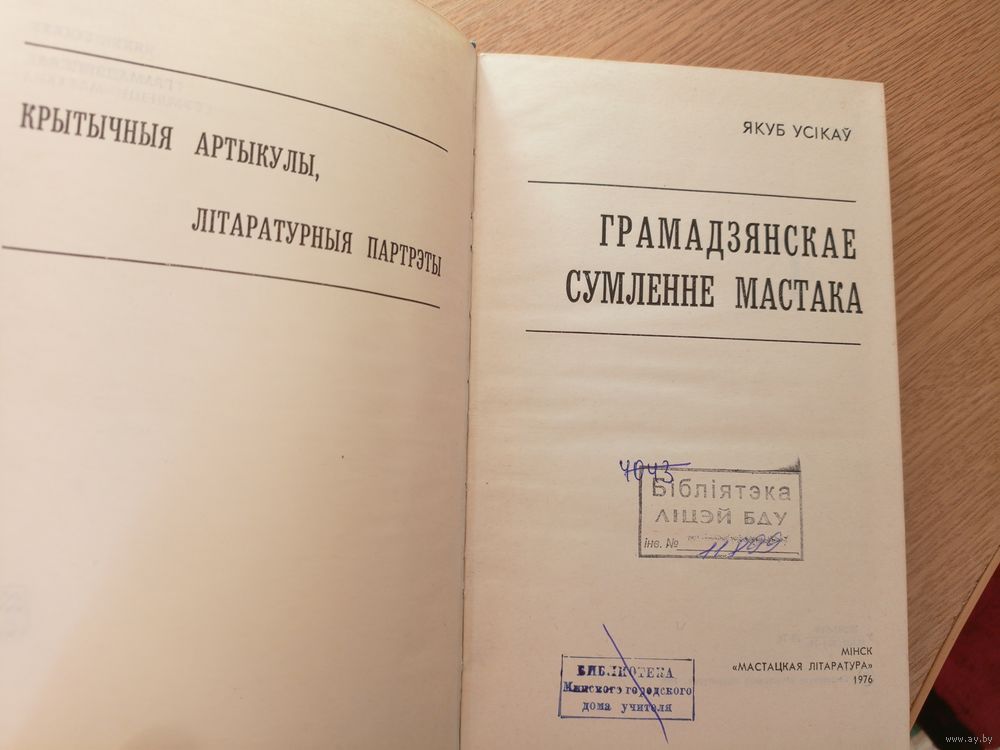 КРЫТЫЧНЫЯ АРТЫКУЛЫ,
ЛІТАРАТУРНЫЯ ПАРТРЭТЫ
ЯКУБ УСІКАЎ
ГРАМАДЗЯНСКАЕ
СУМЛЕННЕ МАСТАКА
4043
Бібліятэка
ЛІЦЭЙ БДУ
інв. №
БИБЛИОТЕКА
Минского городского
дома учителя
МІНСК
«МАСТАЦКАЯ ЛІТАРАТУРА»
1976
www.ay.by